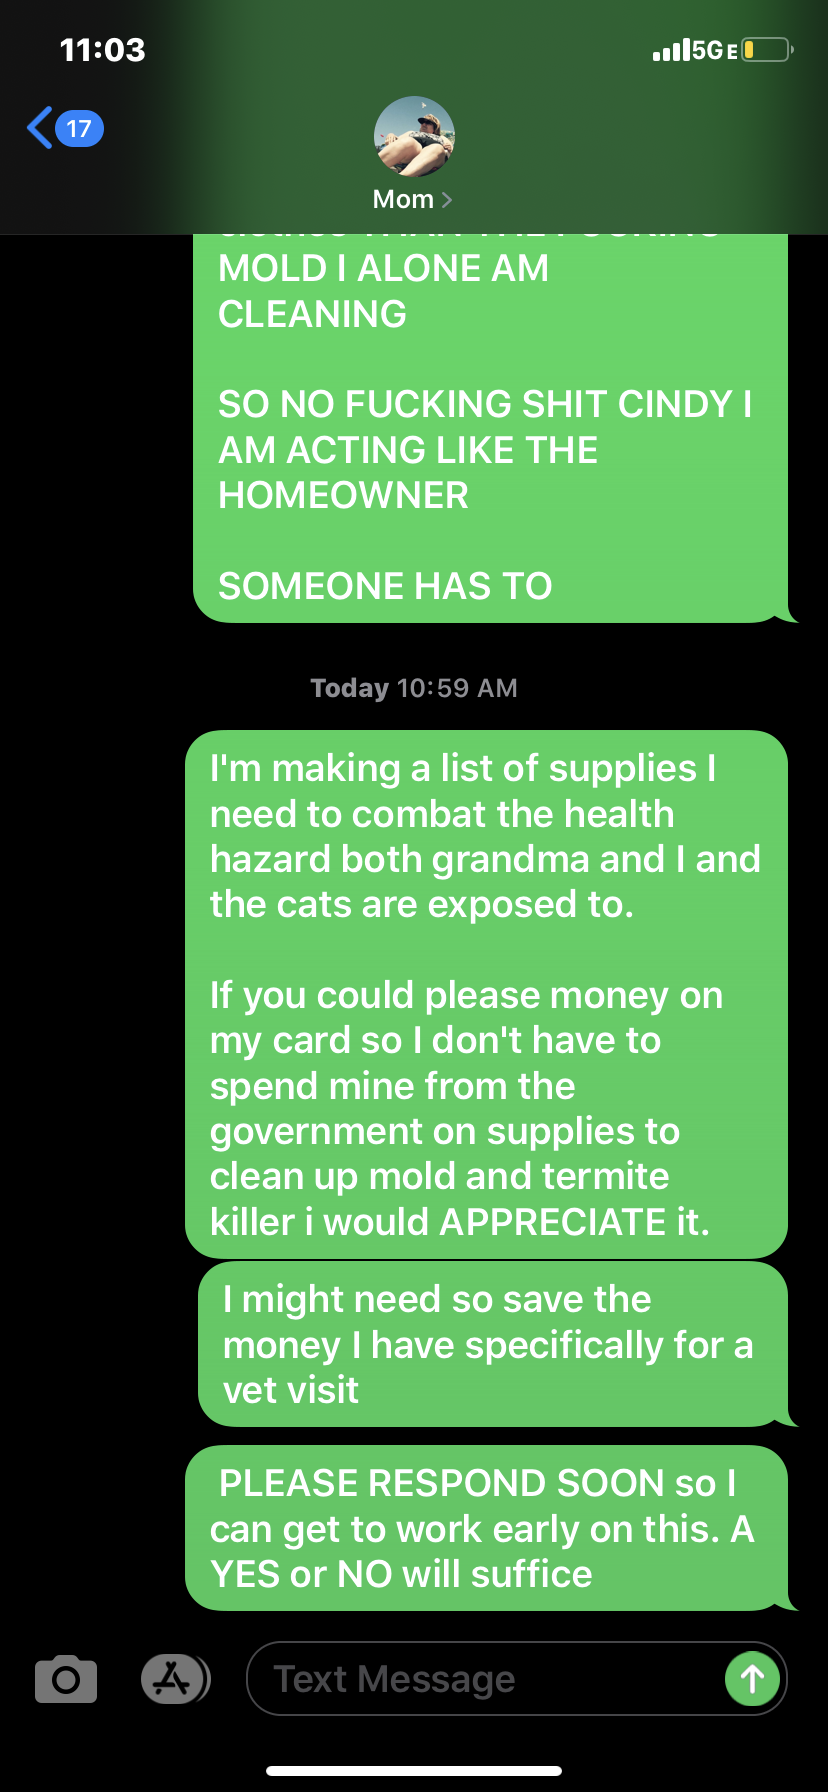 11:03
5G E
17
Mom
MOLD I ALONE AM
CLEANING
SO NO FUCKING SHIT CINDY I
AM ACTING LIKE THE
HOMEOWNER
SOMEONE HAS TO
Today 10:59 AM
I'm making a list of supplies I
need to combat the health
hazard both grandma and I and
the cats are exposed to.
If you could please money on
my card so I don't have to
spend mine from the
government on supplies to
clean up mold and termite
killer i would APPRECIATE it.
I might need so save the
money I have specifically for a
vet visit
PLEASE RESPOND SOON so I
can get to work early on this. A
YES or NO will suffice
Text Message